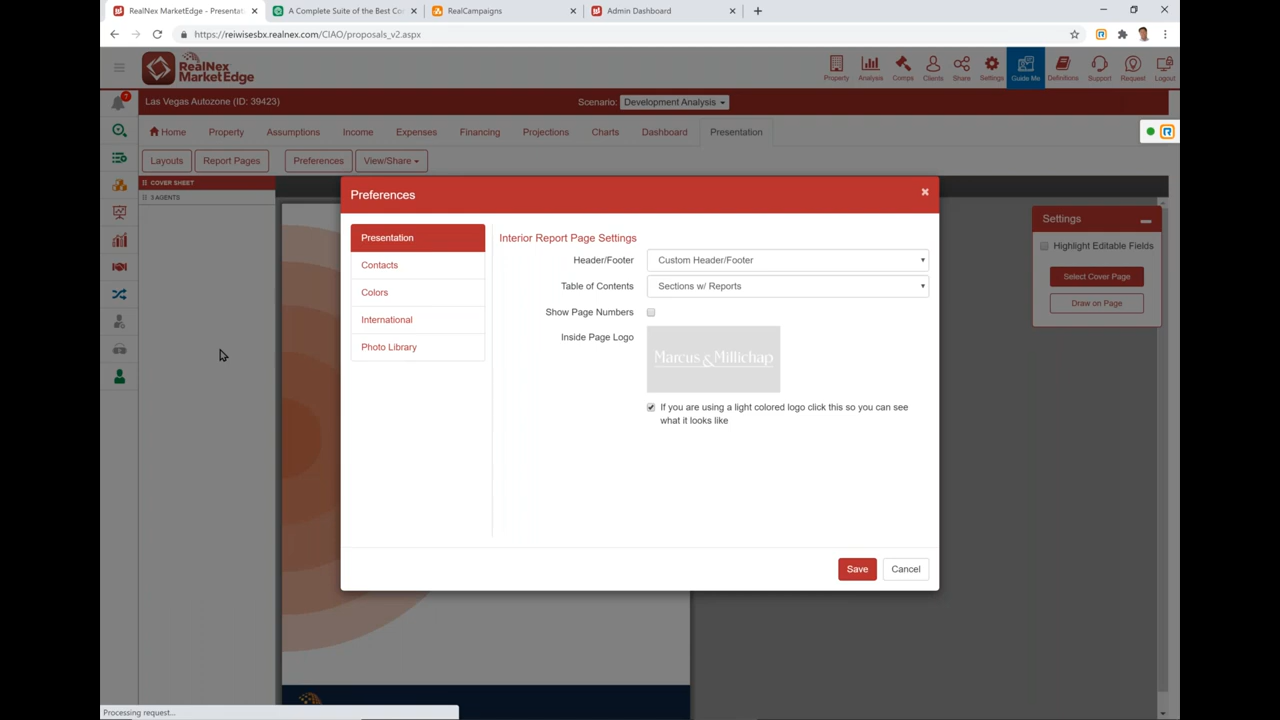 RealNex MarketEdge - Presentat
A Complete Suite of the Best Co
RealCampaigns
Admin Dashboard
https://reiwisesbx.realnex.com/CIAO/proposals_v2.aspx
RealNex
MarketEdge
Property
Analysis
Comps
Clients
Share
Settings
Guide Me
Definitions
Support
Request
Logout
7
Las Vegas Autozone (ID: 39423)
Scenario: Development Analysis
Home
Property
Assumptions
Income
Expenses
Financing
Projections
Charts
Dashboard
Presentation
Layouts
Report Pages
Preferences
View/Share
COVER SHEET
3 AGENTS
Preferences
Presentation
Contacts
Colors
International
Photo Library
Interior Report Page Settings
Header/Footer Custom Header/Footer
Table of Contents Sections w/ Reports
Show Page Numbers
Inside Page Logo
Marcus & Millichap
If you are using a light colored logo click this so you can see
what it looks like
Save
Cancel
Settings
Highlight Editable Fields
Select Cover Page
Draw on Page
Processing request...